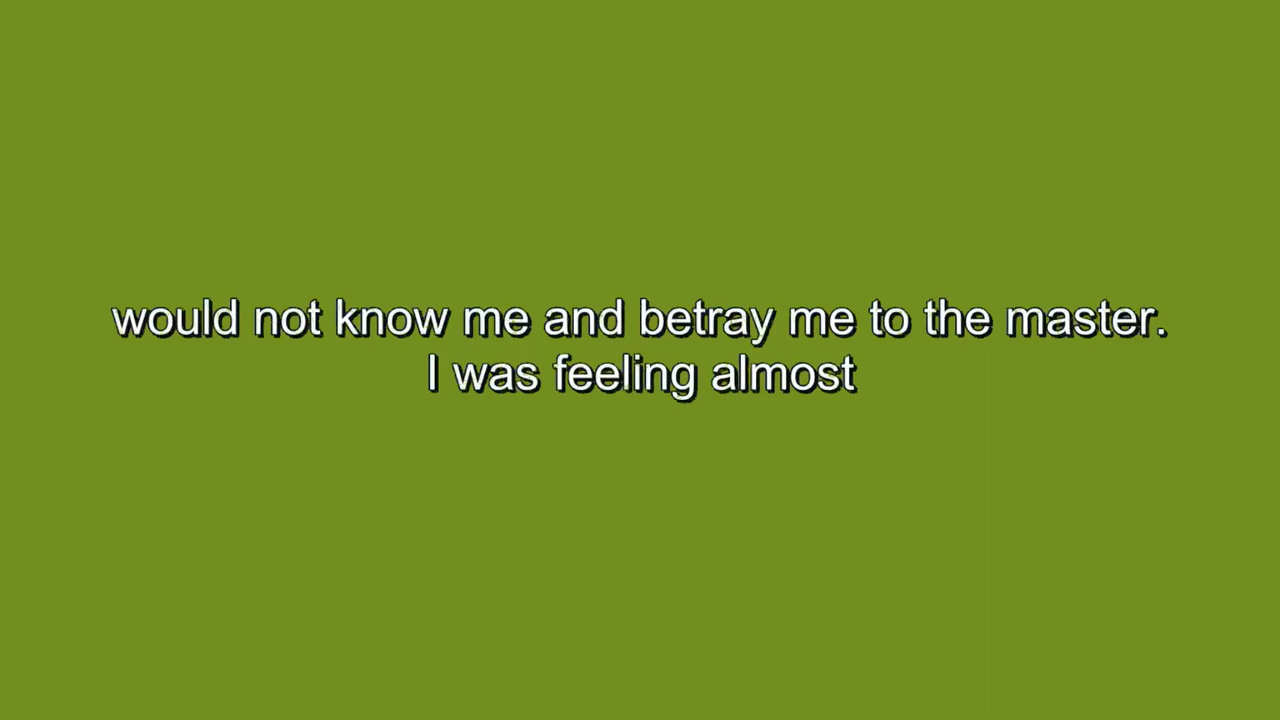 would not know me and betray me to the master.
I was feeling almost